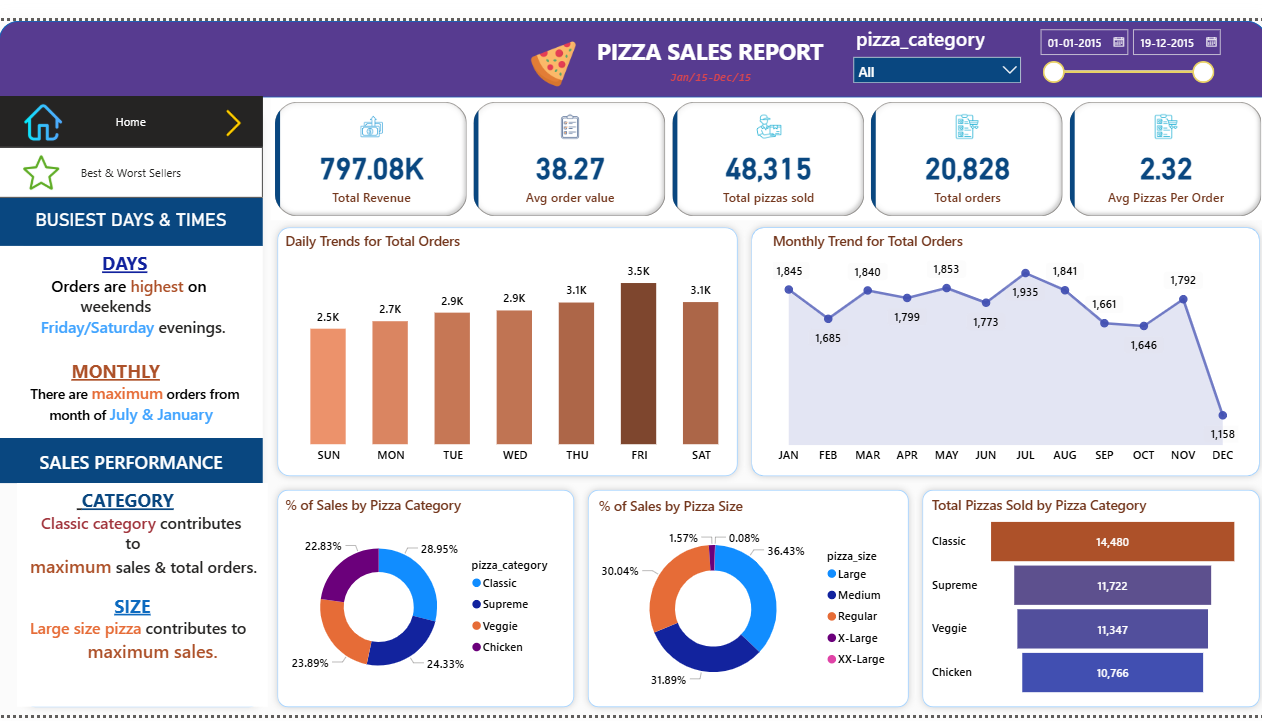 PIZZA SALES REPORT
Jan/15-Dec/15
pizza_category
All
01-01-2015
19-12-2015
Home
Best & Worst Sellers
BUSIEST DAYS & TIMES
DAYS
Orders are highest on
weekends
Friday/Saturday evenings.
MONTHLY
There are maximum orders from
month of July & January
SALES PERFORMANCE
CATEGORY
Classic category contributes
to
maximum sales & total orders.
SIZE
Large size pizza contributes to
maximum sales.
797.08K
Total Revenue
38.27
Avg order value
48,315
Total pizzas sold
20,828
Total orders
2.32
Avg Pizzas Per Order
Daily Trends for Total Orders
2.5K
2.7K
2.9K
2.9K
3.1K
3.5K
3.1K
SUN MON TUE WED THU FRI SAT
Monthly Trend for Total Orders
1,845
1,685
1,840
1,799
1,853
1,773
1,935
1,841
1,661
1,646
1,792
1,158
JAN FEB MAR APR MAY JUN JUL AUG SEP OCT NOV DEC
% of Sales by Pizza Category
22.83%
28.95%
23.89%
24.33%
pizza_category
Classic
Supreme
Veggie
Chicken
% of Sales by Pizza Size
1.57%
0.08%
36.43%
30.04%
31.89%
pizza_size
Large
Medium
Regular
X-Large
XX-Large
Total Pizzas Sold by Pizza Category
Classic 14,480
Supreme 11,722
Veggie 11,347
Chicken 10,766